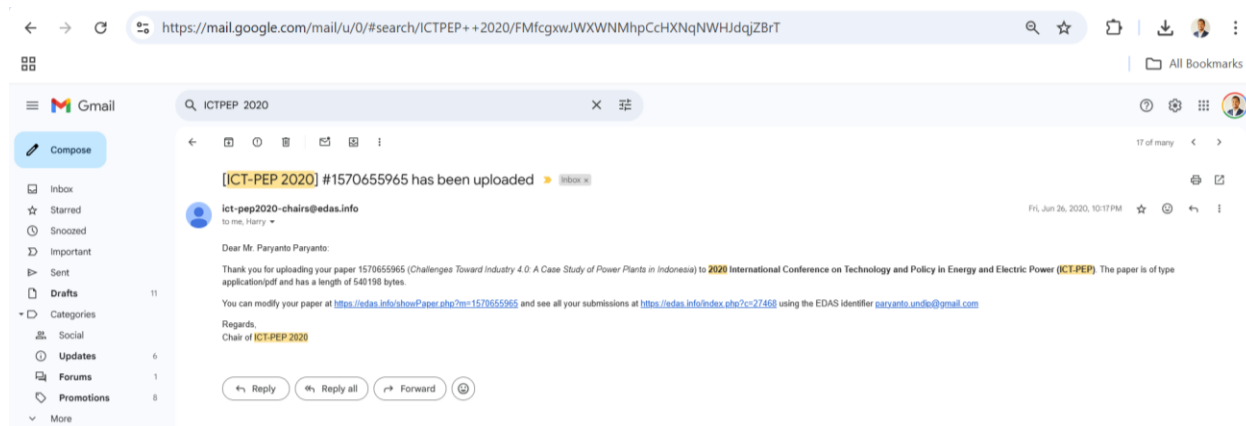 https://mail.google.com/mail/u/0/#search/ICTPEP++2020/FMfcgxwJWXWNMhpCcHXNqNWHJdqjZBrT
All Bookmarks
Gmail
ICTPEP 2020
Compose
17 of many
[ICT-PEP 2020] #1570655965 has been uploaded
Inbox x
Inbox
Starred
Snoozed
Important
Sent
Drafts 11
Categories
Social
Updates 6
Forums 1
Promotions 8
More
ict-pep2020-chairs@edas.info
Fri, Jun 26, 2020, 10:17 PM
to me, Harry
Dear Mr. Paryanto Paryanto:
Thank you for uploading your paper 1570655965 (Challenges Toward Industry 4.0: A Case Study of Power Plants in Indonesia) to 2020 International Conference on Technology and Policy in Energy and Electric Power (ICT-PEP). The paper is of type
application/pdf and has a length of 540198 bytes.
You can modify your paper at https://edas.info/showPaper.php?m=1570655965 and see all your submissions at https://edas.info/index.php?c=27468 using the EDAS identifier paryanto.undip@gmail.com
Regards,
Chair of ICT-PEP 2020
Reply
Reply all
Forward